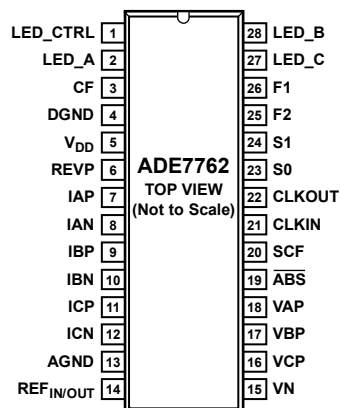 LED_CTRL 1 28 LED_B
LED_A 2 27 LED_C
CF 3 26 F1
DGND 4 25 F2
VDD 5 24 S1
REVP 6 23 S0
ADE7762
TOP VIEW
(Not to Scale)
IAP 7 22 CLKOUT
IAN 8 21 CLKIN
IBP 9 20 SCF
IBN 10 19 ABS
ICP 11 18 VAP
ICN 12 17 VBP
AGND 13 16 VCP
REFIN/OUT 14 15 VN